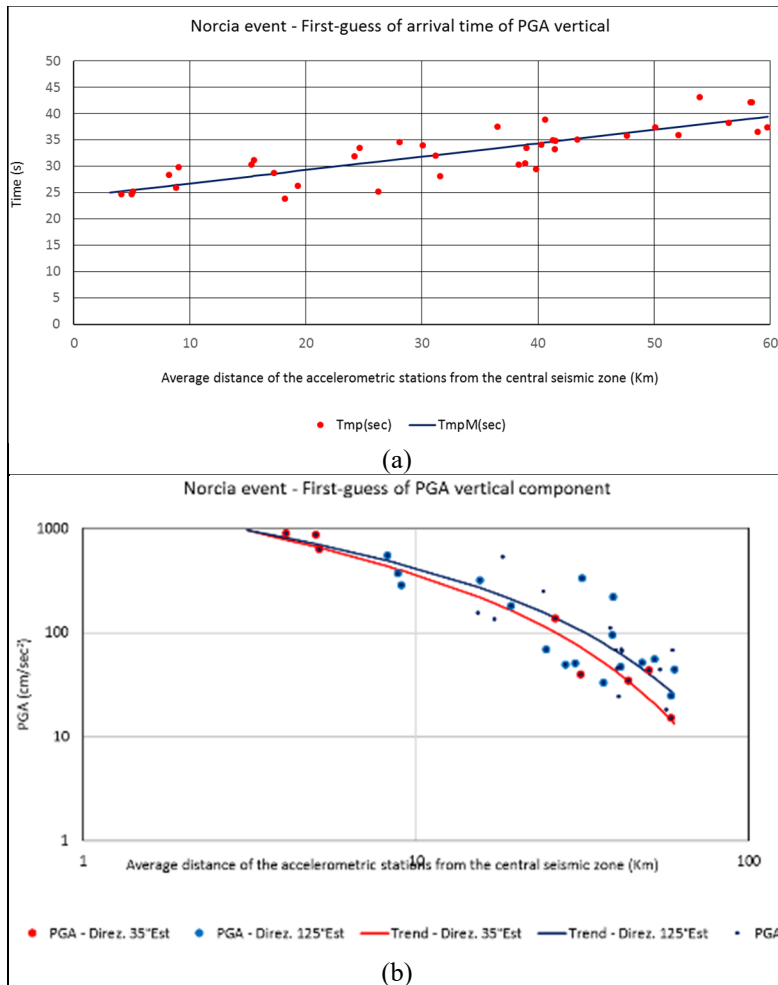 Norcia event - First-guess of arrival time of PGA vertical
50
45
40
35
30
25
20
15
10
5
0
Time (s)
0 10 20 30 40 50 60
Average distance of the accelerometric stations from the central seismic zone (Km)
Tmp(sec) TmpM(sec)
(a)
Norcia event - First-guess of PGA vertical component
1000
100
10
1
PGA (cm/sec²)
1 10 100
Average distance of the accelerometric stations from the central seismic zone (Km)
PGA - Direz. 35°Est PGA - Direz. 125°Est Trend - Direz. 35°Est Trend - Direz. 125°Est PGA
(b)